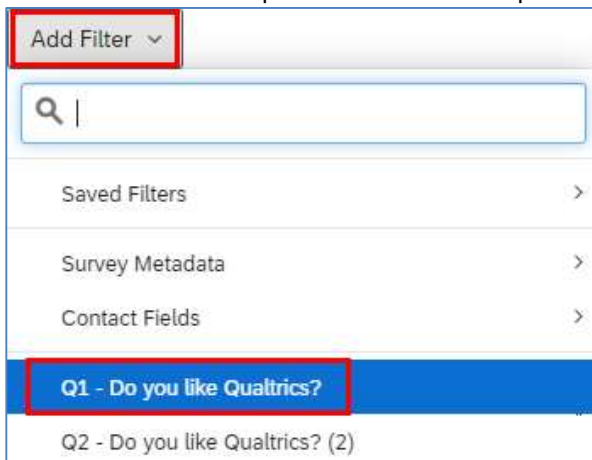 Add Filter
Saved Filters
Survey Metadata
Contact Fields
Q1 - Do you like Qualtrics?
Q2 - Do you like Qualtrics? (2)